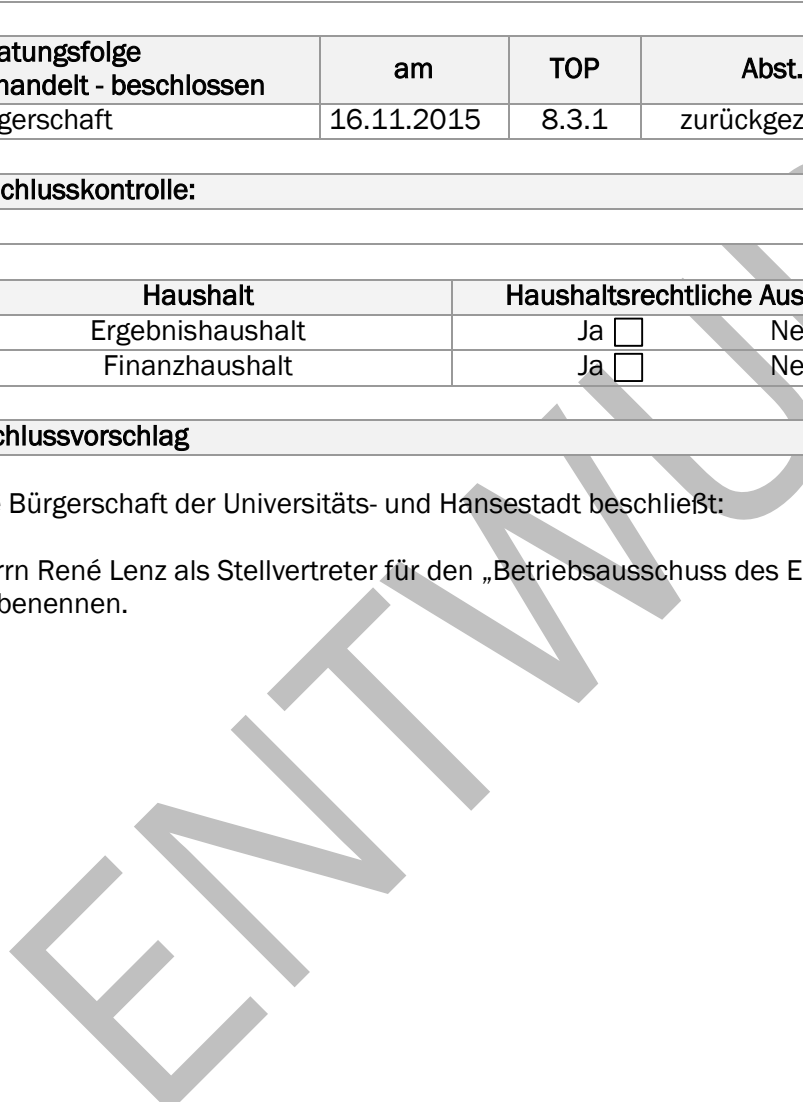 atungsfolge
handelt - beschlossen am TOP Abst.
gerschaft 16.11.2015 8.3.1 zurückgez
chlusskontrolle:
Haushalt Haushaltsrechtliche Aus
Ergebnishaushalt Ja Ne
Finanzhaushalt Ja Ne
chlussvorschlag
e Bürgerschaft der Universitäts- und Hansestadt beschließt:
rrn René Lenz als Stellvertreter für den „Betriebsausschuss des E
benennen.
ENTWU